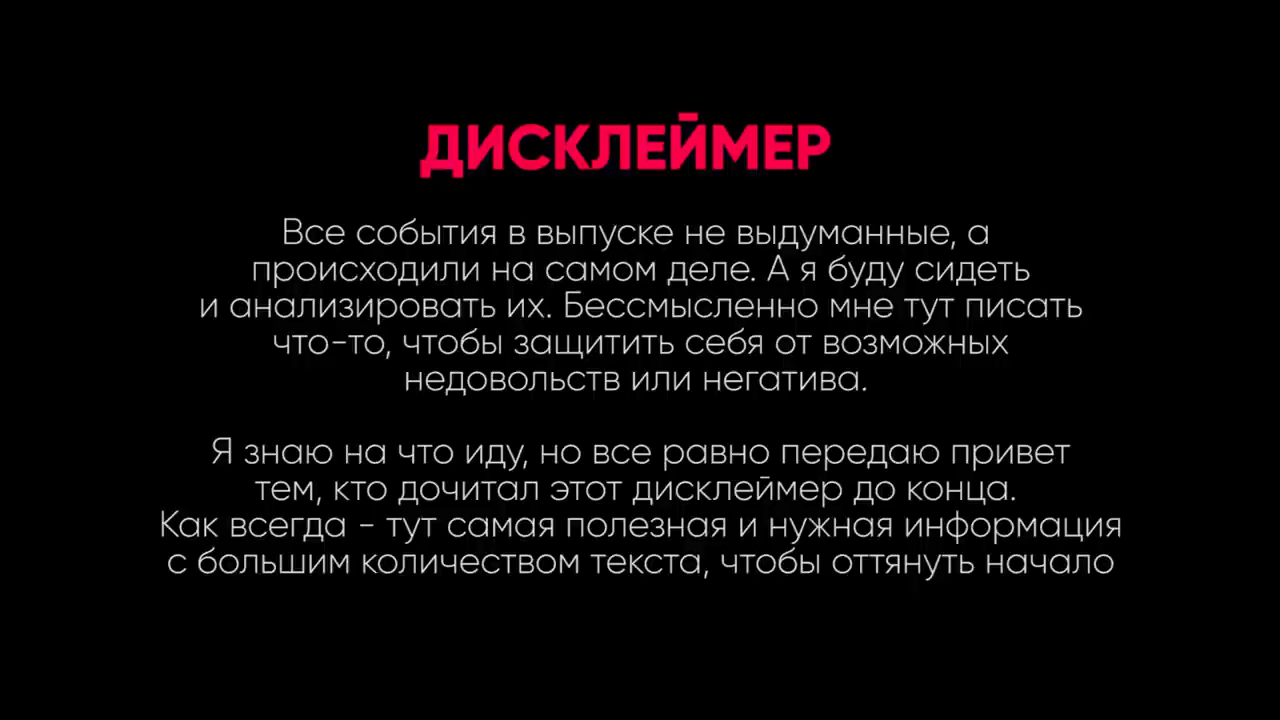 ДИСКЛЕЙМЕР
Все события в выпуске не выдуманные, а
происходили на самом деле. А я буду сидеть
и анализировать их. Бессмысленно мне тут писать
что-то, чтобы защитить себя от возможных
недовольств или негатива.
Я знаю на что иду, но все равно передаю привет
тем, кто дочитал этот дисклеймер до конца.
Как всегда - тут самая полезная и нужная информация
с большим количеством текста, чтобы оттянуть начало